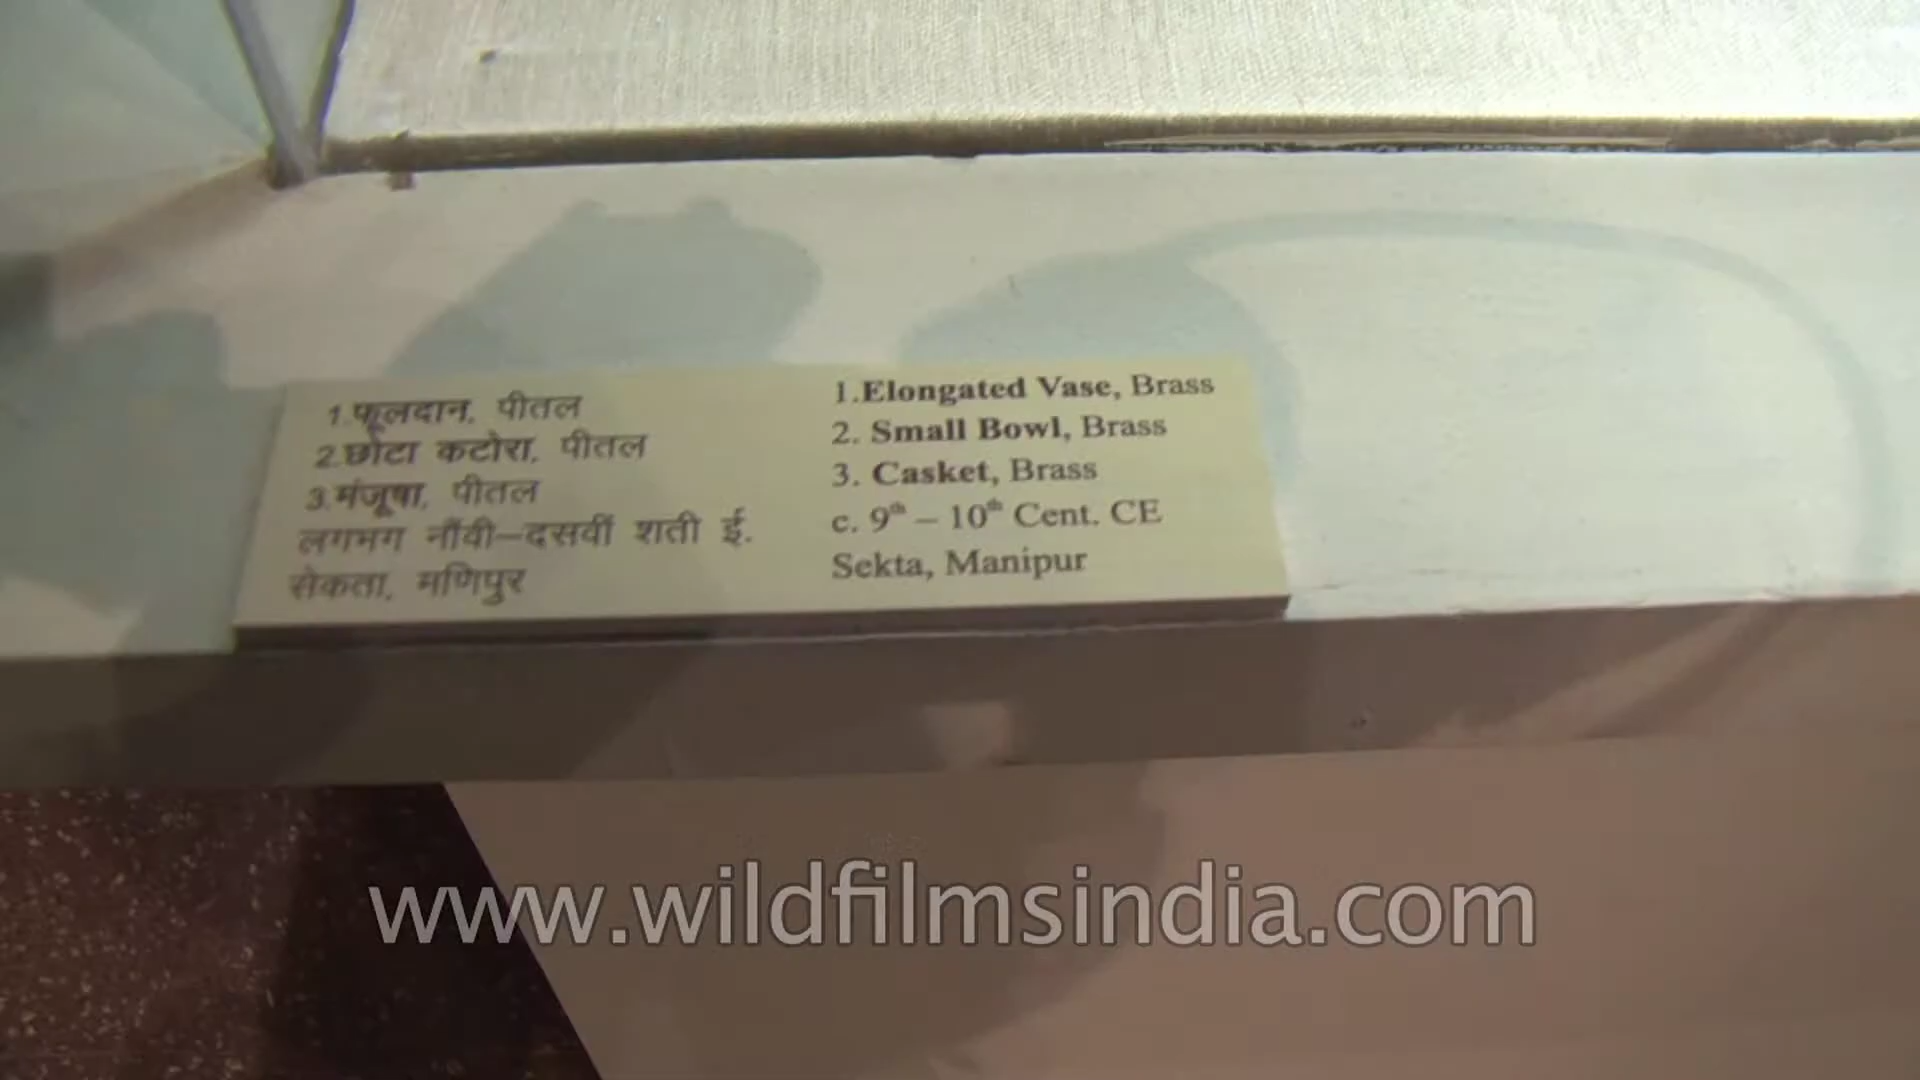 1.फूलदान, पीतल
2.छोटा कटोरा, पीतल
3.मंजूषा, पीतल
लगभग नौंवी–दसवीं शती ई.
सेकता, मणिपुर
1.Elongated Vase, Brass
2. Small Bowl, Brass
3. Casket, Brass
c. 9th – 10th Cent. CE
Sekta, Manipur
www.wildfilmsindia.com